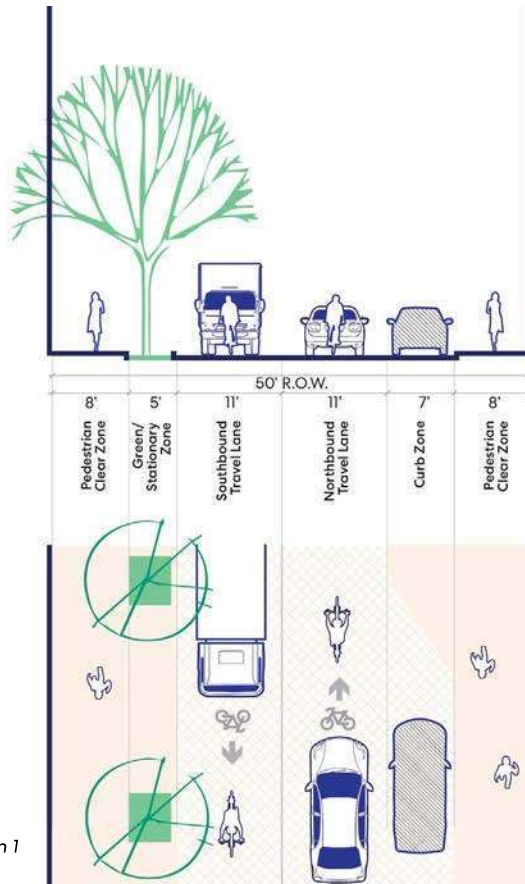 50' R.O.W.
8'
5'
11'
11'
7'
8'
Pedestrian
Clear Zone
Green/
Stationary
Zone
Southbound
Travel Lane
Northbound
Travel Lane
Curb Zone
Pedestrian
Clear Zone
n 1